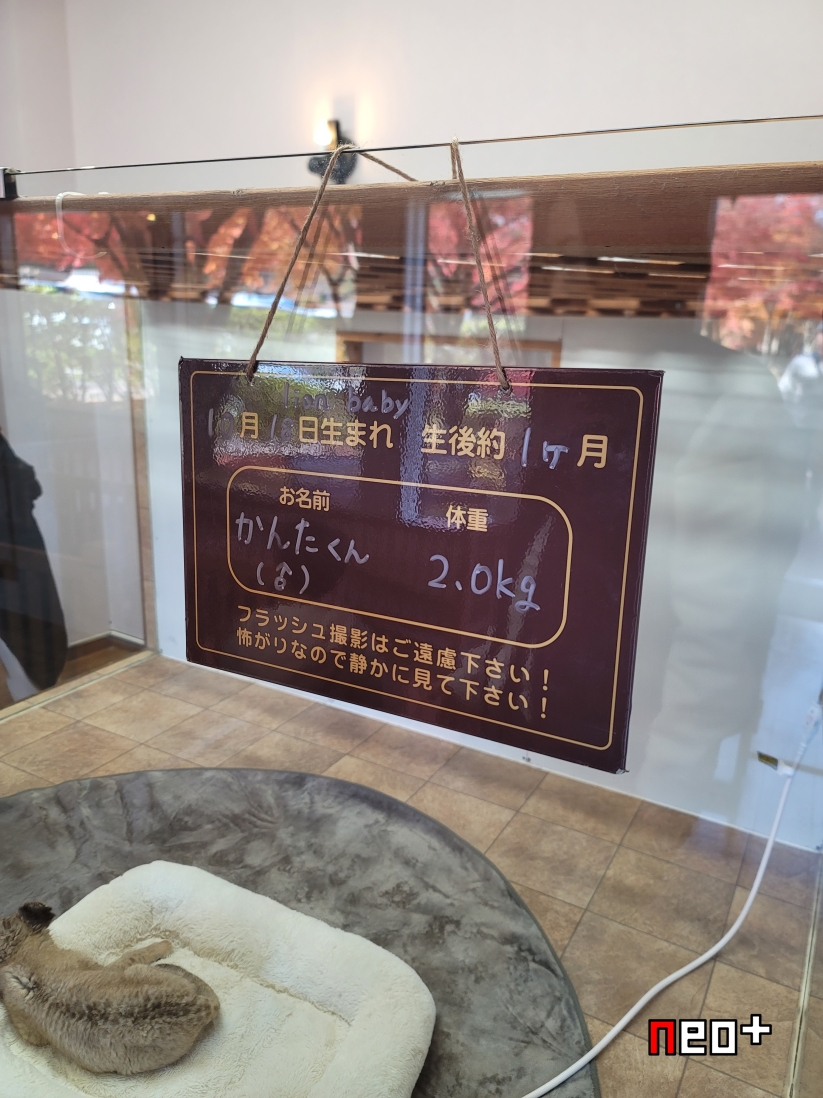 Lion baby
月 日生まれ 生後約1ヶ月
お名前 体重
かんたくん 2.0kg
(♂)
フラッシュ撮影はご遠慮下さい！
怖がりなので静かに見て下さい！
neo+